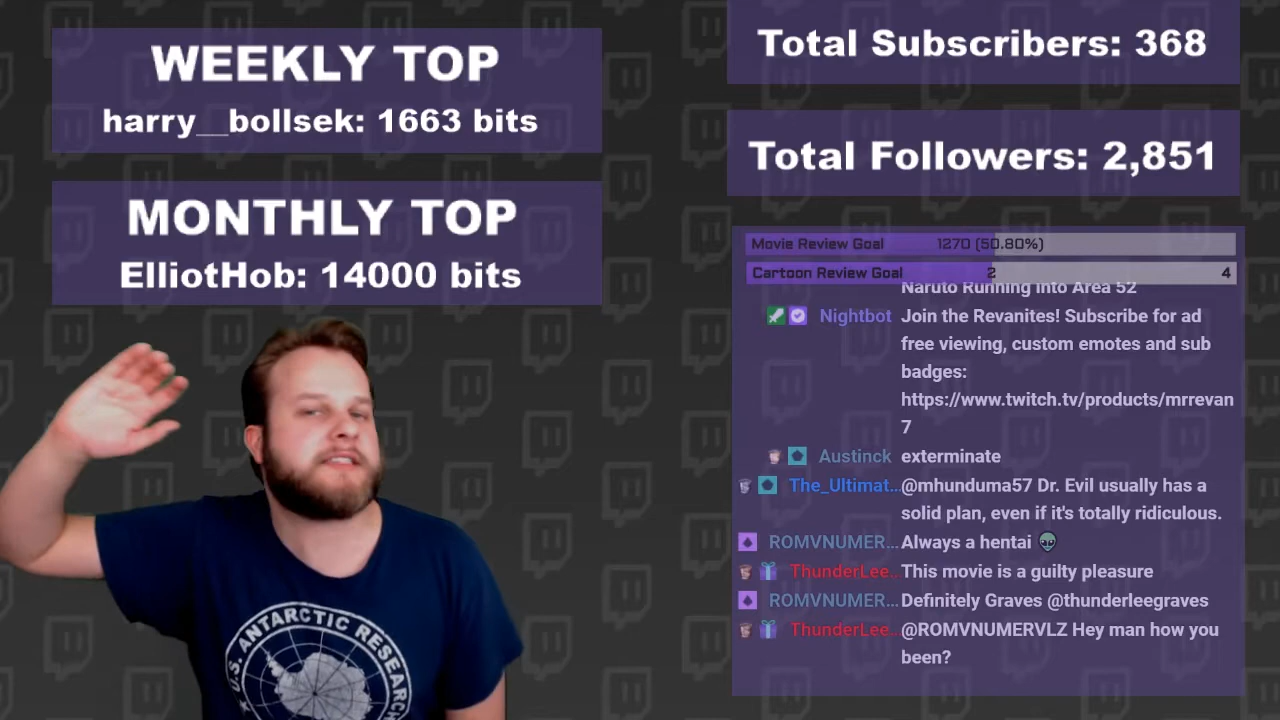 WEEKLY TOP
harry__bollsek: 1663 bits
MONTHLY TOP
ElliotHob: 14000 bits
Total Subscribers: 368
Total Followers: 2,851
Movie Review Goal 1270 (50.80%)
Cartoon Review Goal 2 4
Naruto Running into Area 52
Nightbot Join the Revanites! Subscribe for ad
free viewing, custom emotes and sub
badges:
https://www.twitch.tv/products/mrrevan
7
Austinck exterminate
The_Ultimat... @mhunduma57 Dr. Evil usually has a
solid plan, even if it's totally ridiculous.
ROMVNUMER... Always a hentai 👽
ThunderLee... This movie is a guilty pleasure
ROMVNUMER... Definitely Graves @thunderleegraves
ThunderLee... @ROMVNUMERVLZ Hey man how you
been?
U.S. ANTARCTIC RESEARCH